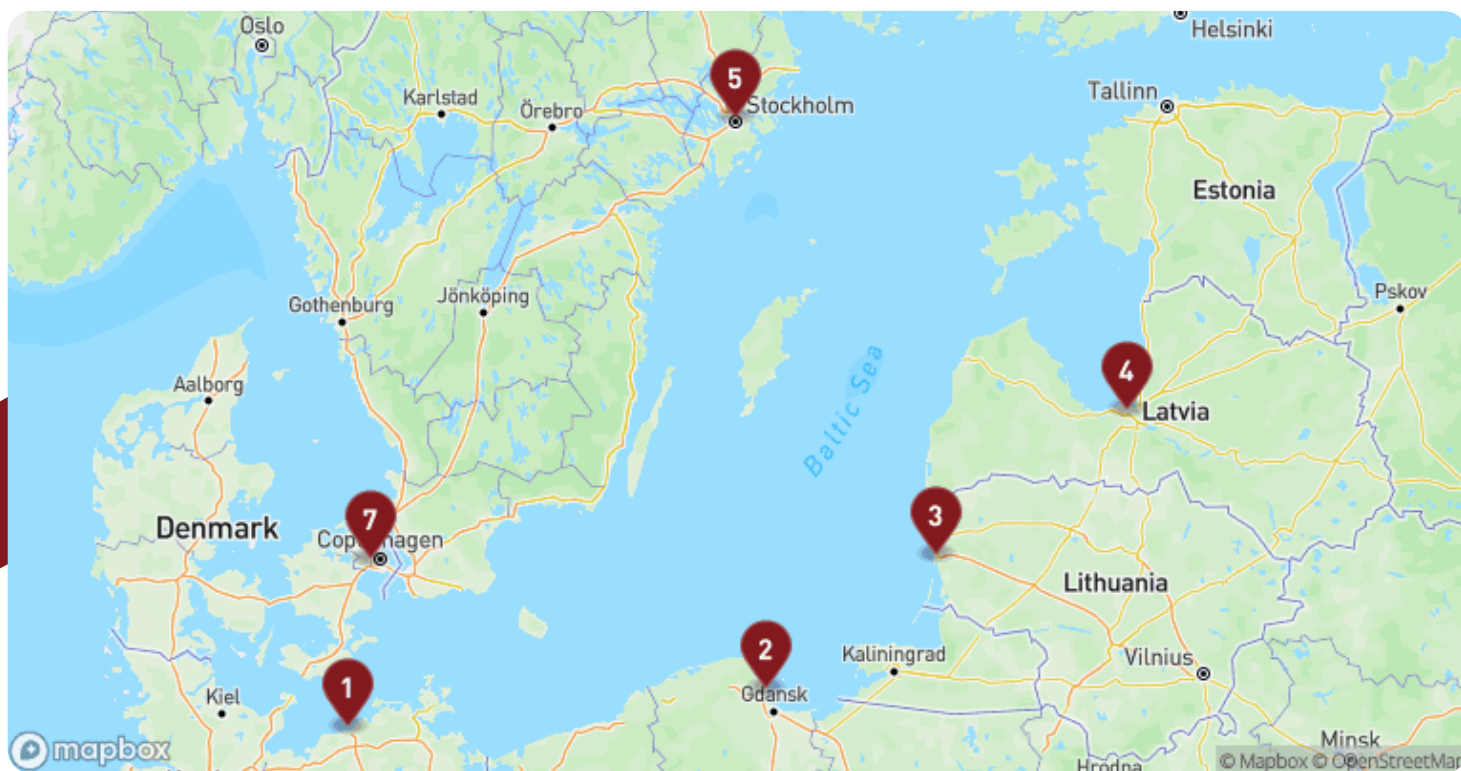 Oslo
Helsinki
5
Karlstad
Örebro
Stockholm
Tallinn
Estonia
Gothenburg
Jönköping
Pskov
Aalborg
Baltic Sea
4
Latvia
7
3
Denmark
Copenhagen
Lithuania
2
Kaliningrad
Vilnius
1
Kiel
Gdansk
mapbox
Minsk
Hrodna
© Mapbox © OpenStreetMap